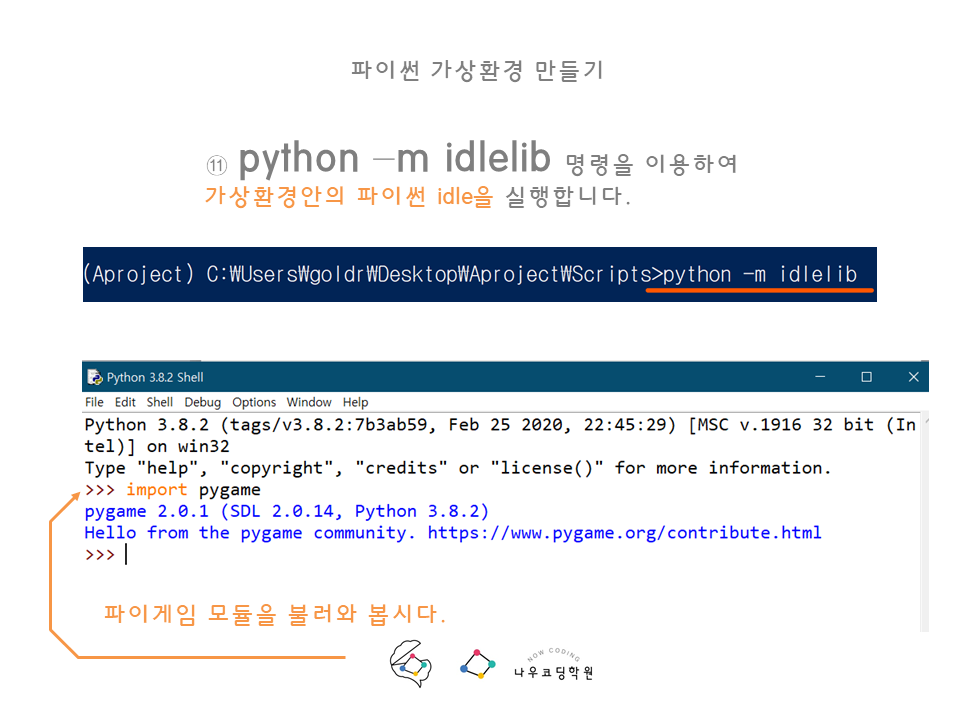 파이썬 가상환경 만들기
⑪ python –m idlelib 명령을 이용하여
가상환경안의 파이썬 idle을 실행합니다.
(Aproject) C:₩Users₩goldr₩Desktop₩Aproject₩Scripts>python -m idlelib
Python 3.8.2 Shell
File Edit Shell Debug Options Window Help
Python 3.8.2 (tags/v3.8.2:7b3ab59, Feb 25 2020, 22:45:29) [MSC v.1916 32 bit (In
tel)] on win32
Type "help", "copyright", "credits" or "license()" for more information.
>>> import pygame
pygame 2.0.1 (SDL 2.0.14, Python 3.8.2)
Hello from the pygame community. https://www.pygame.org/contribute.html
>>>
파이게임 모듈을 불러와 봅시다.
NOW CODING
나우코딩학원